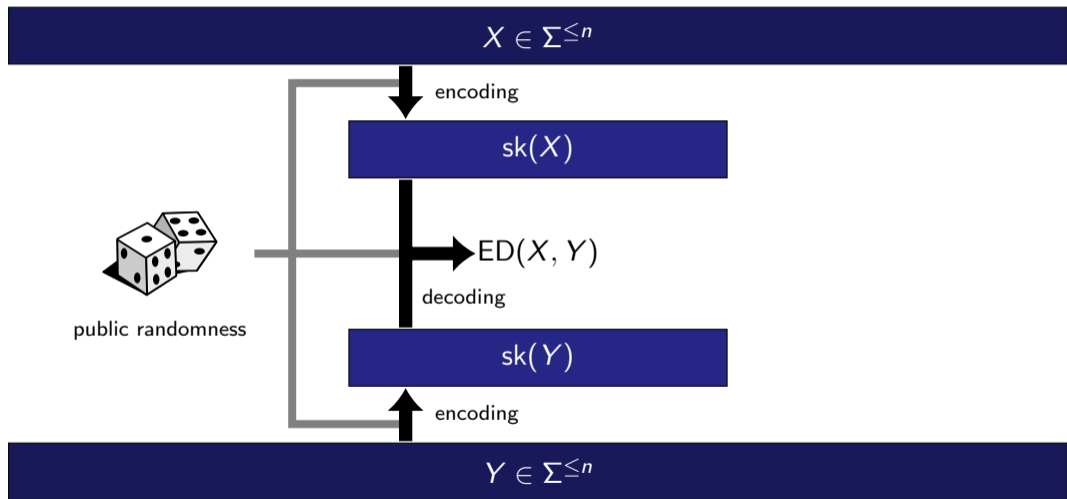 X ∈ Σ^{≤n}
encoding
sk(X)
ED(X, Y)
decoding
public randomness
sk(Y)
encoding
Y ∈ Σ^{≤n}